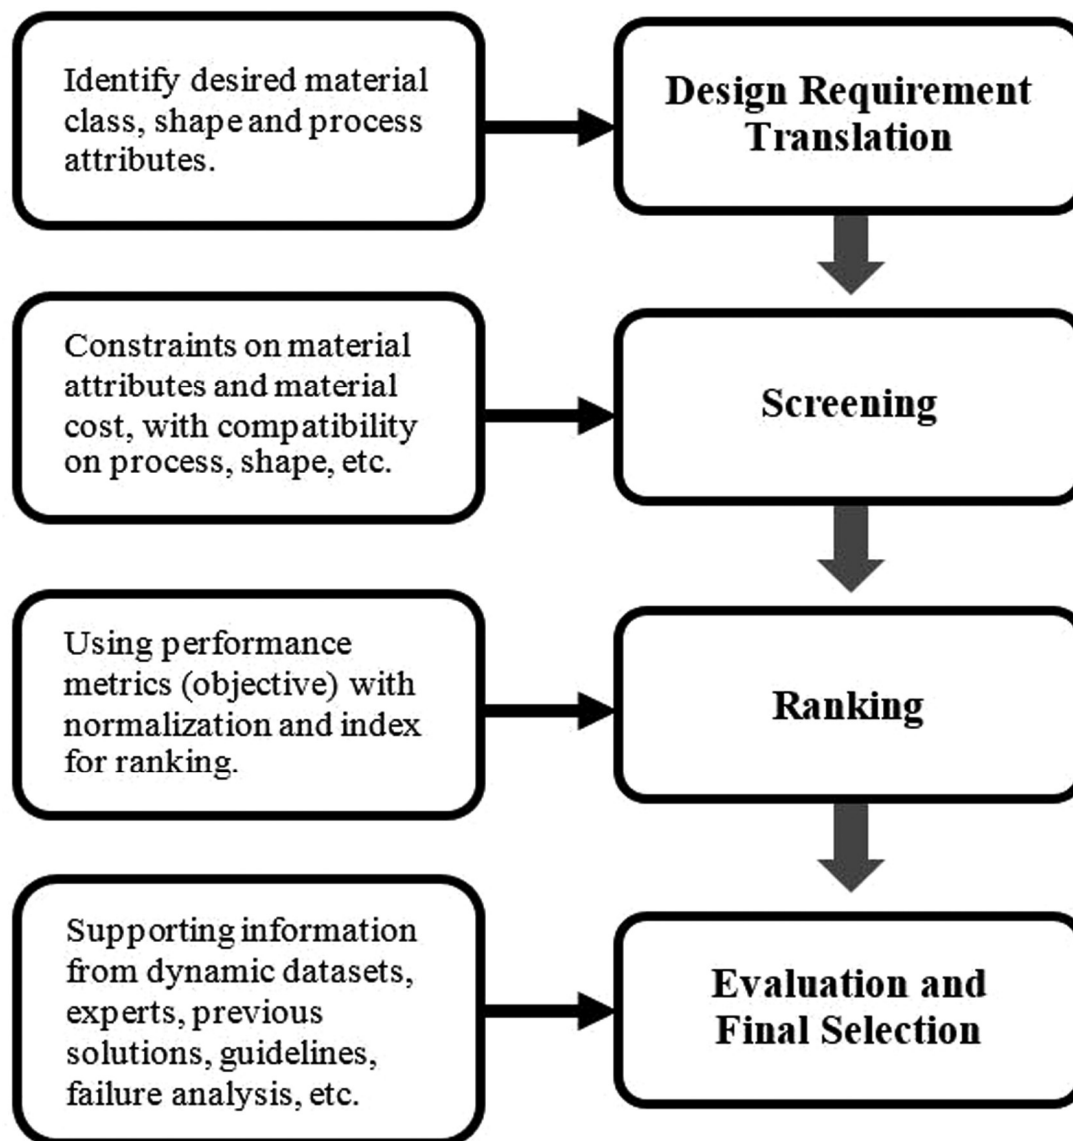 Identify desired material
class, shape and process
attributes.
Design Requirement
Translation
Constraints on material
attributes and material
cost, with compatibility
on process, shape, etc.
Screening
Using performance
metrics (objective) with
normalization and index
for ranking.
Ranking
Supporting information
from dynamic datasets,
experts, previous
solutions, guidelines,
failure analysis, etc.
Evaluation and
Final Selection